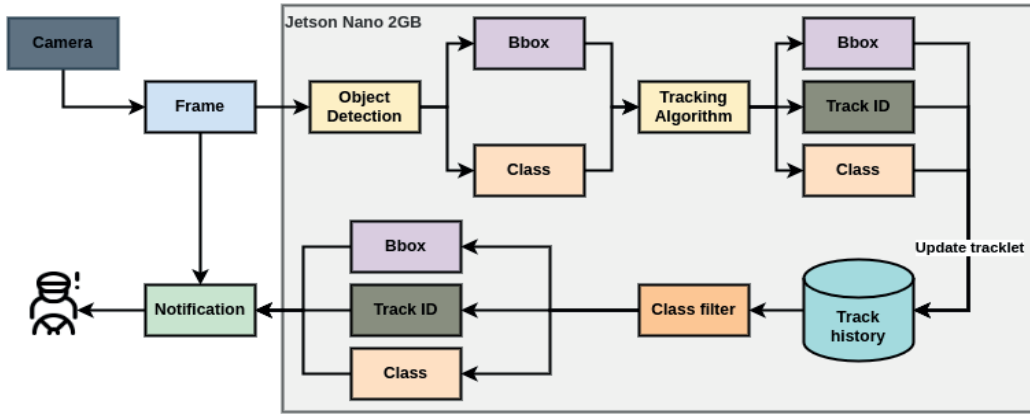 Jetson Nano 2GB
Camera
Frame
Object
Detection
Bbox
Class
Tracking
Algorithm
Bbox
Track ID
Class
Update tracklet
Track
history
Class filter
Bbox
Track ID
Class
Notification